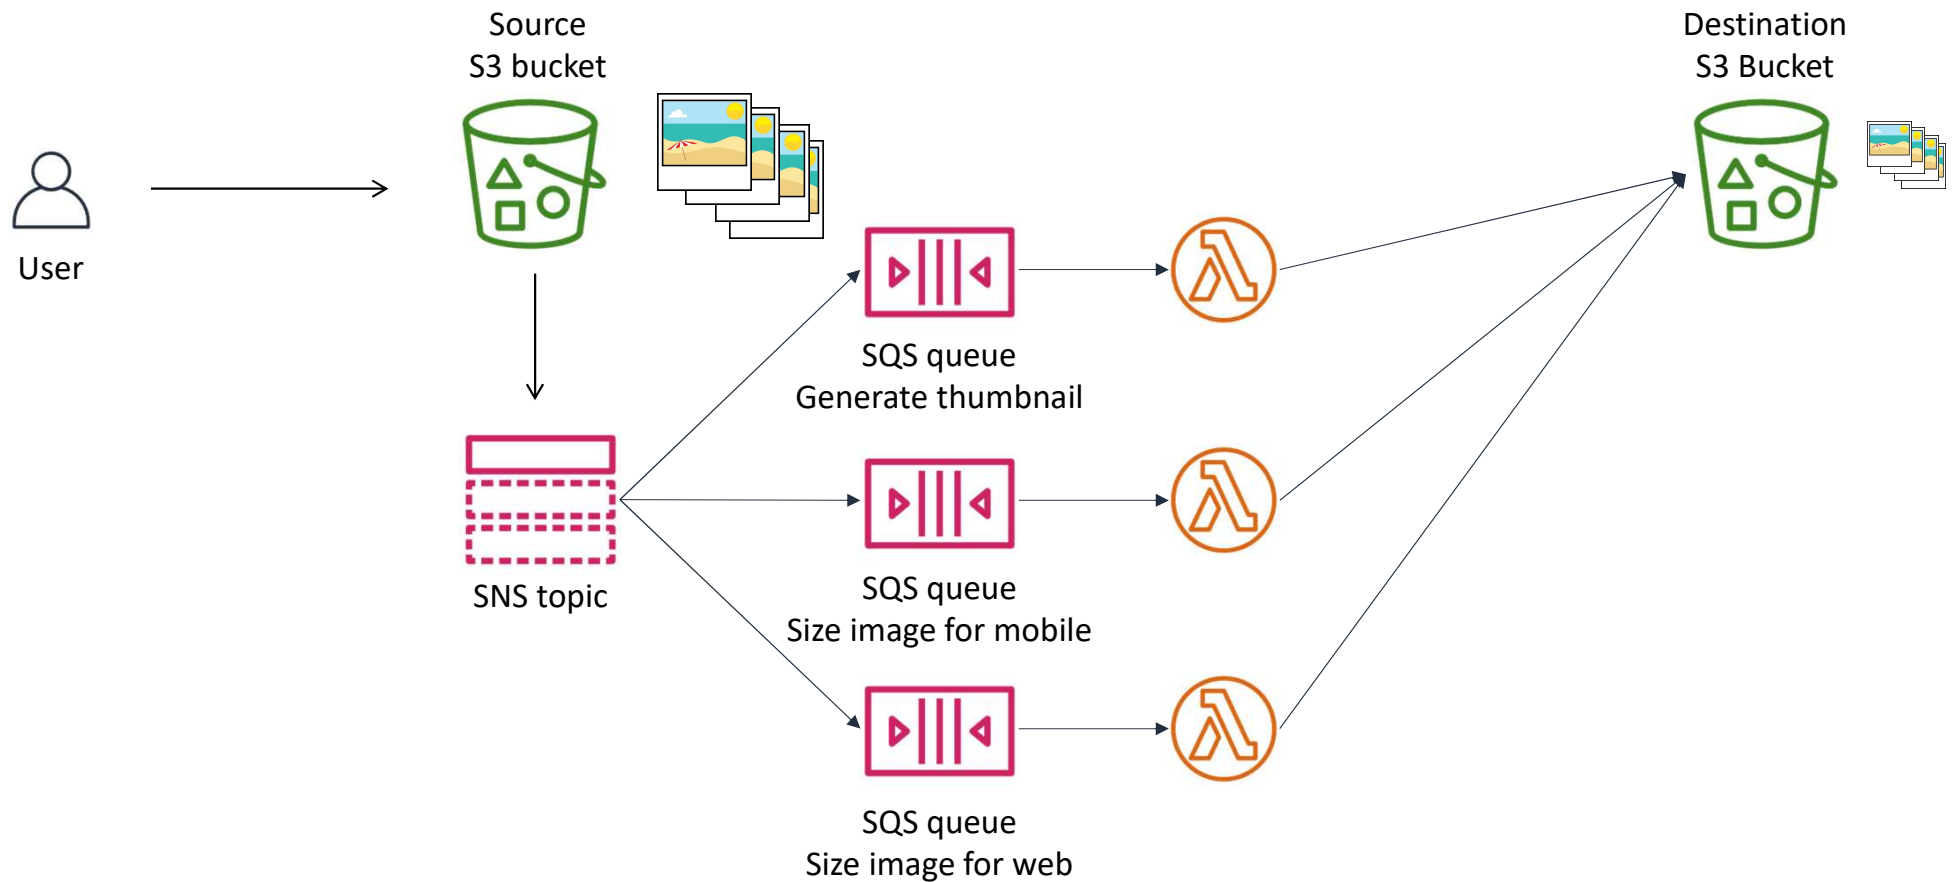 Source
S3 bucket
Destination
S3 Bucket
User
SQS queue
Generate thumbnail
SNS topic
SQS queue
Size image for mobile
SQS queue
Size image for web